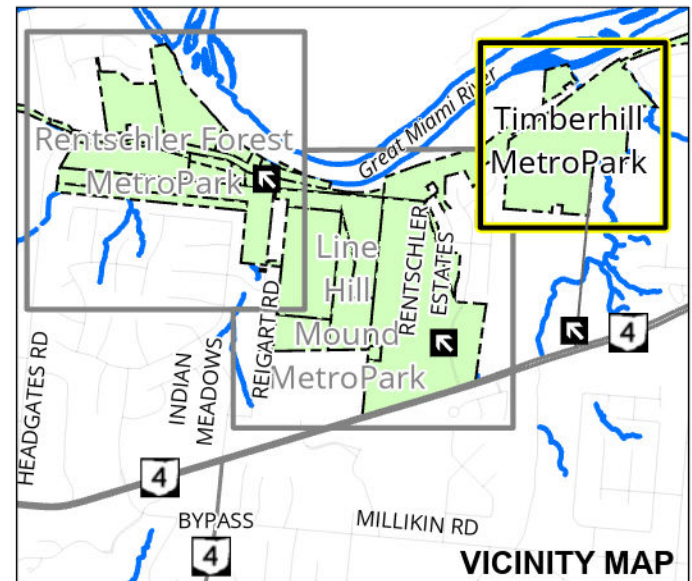 Great Miami River
Timberhill
MetroPark
Rentschler Forest
MetroPark
Line
Hill
Mound
MetroPark
RENTSCHLER
ESTATES
REIGART RD
INDIAN
MEADOWS
HEADGATES RD
4
4
BYPASS
4
MILLIKIN RD
VICINITY MAP